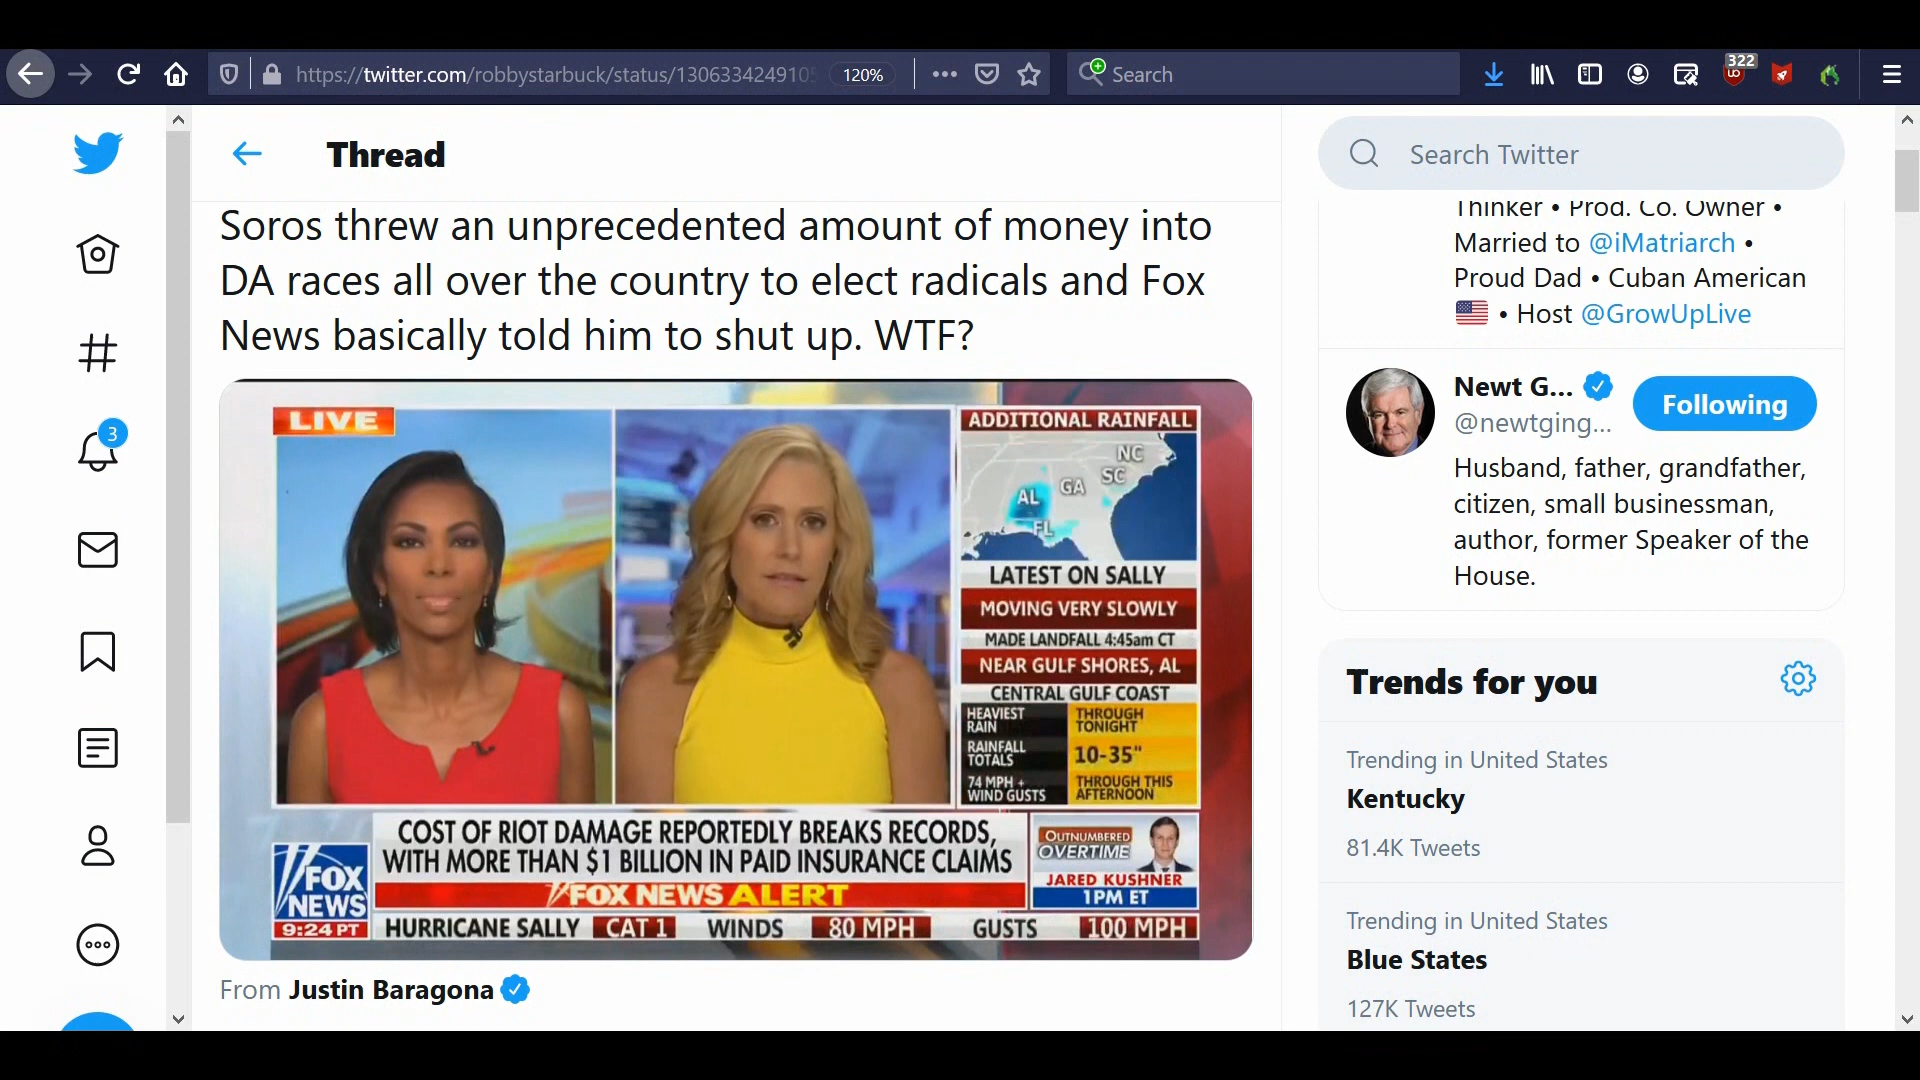 https://twitter.com/robbystarbuck/status/1306334249105
120%
Search
322
Thread
Search Twitter
Soros threw an unprecedented amount of money into
DA races all over the country to elect radicals and Fox
News basically told him to shut up. WTF?
LIVE
ADDITIONAL RAINFALL
NC
SC
GA
AL
FL
LATEST ON SALLY
MOVING VERY SLOWLY
MADE LANDFALL 4:45am CT
NEAR GULF SHORES, AL
CENTRAL GULF COAST
HEAVIEST RAIN
THROUGH TONIGHT
RAINFALL TOTALS
10-35"
74 MPH + WIND GUSTS
THROUGH THIS AFTERNOON
COST OF RIOT DAMAGE REPORTEDLY BREAKS RECORDS,
WITH MORE THAN $1 BILLION IN PAID INSURANCE CLAIMS
FOX NEWS ALERT
FOX
NEWS
9:24 PT
OUTNUMBERED
OVERTIME
JARED KUSHNER
1PM ET
HURRICANE SALLY CAT 1 WINDS 80 MPH GUSTS 100 MPH
From Justin Baragona
3
Thinker • Prod. Co. Owner •
Married to @iMatriarch •
Proud Dad • Cuban American
🇺🇸 • Host @GrowUpLive
Newt G...
@newtging...
Following
Husband, father, grandfather,
citizen, small businessman,
author, former Speaker of the
House.
Trends for you
Trending in United States
Kentucky
81.4K Tweets
Trending in United States
Blue States
127K Tweets